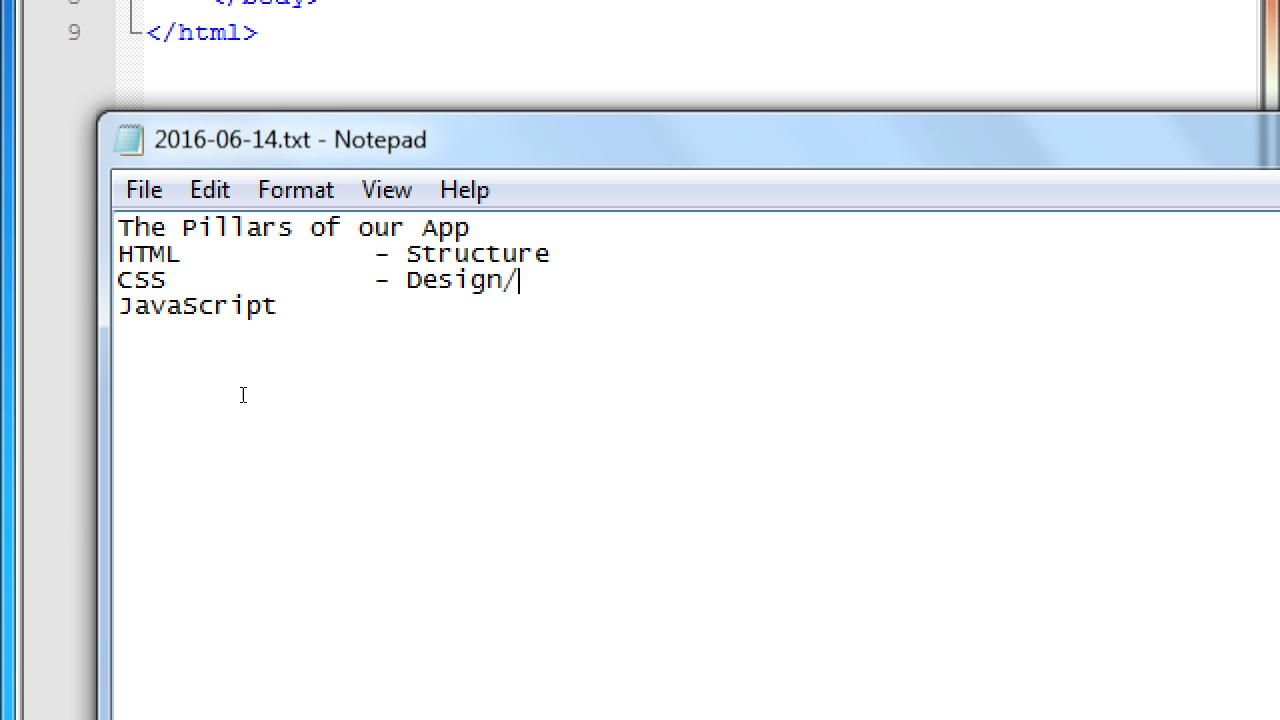 9 </html>
2016-06-14.txt - Notepad
File Edit Format View Help
The Pillars of our App
HTML - Structure
CSS - Design/
JavaScript